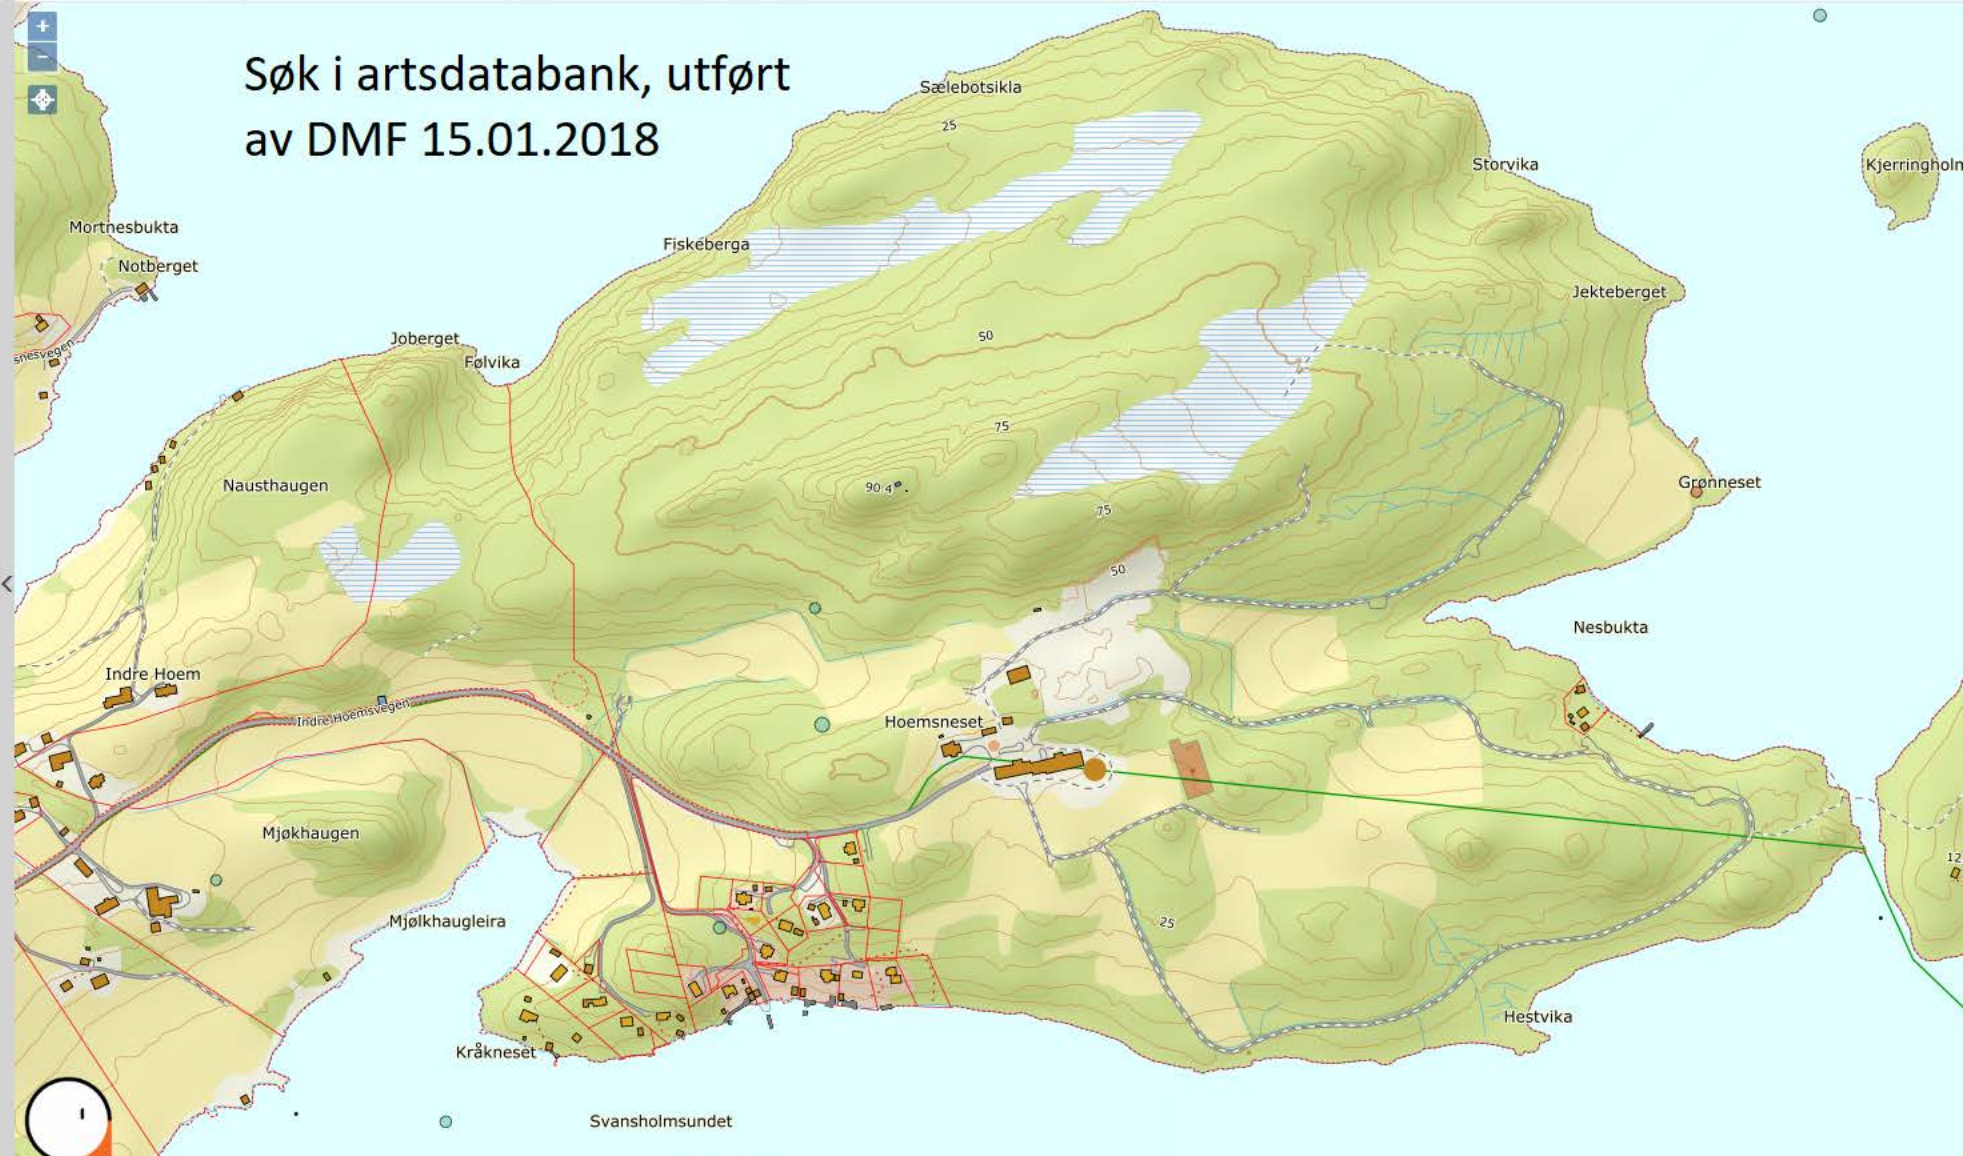 +
-
Søk i artsdatabank, utført
av DMF 15.01.2018
Sælebotsikla
25
Storvika
Kjerringholm
Mortnesbukta
Notberget
Fiskeberga
Jekteberget
Joberget
Følvika
50
snesvegen
75
90.4
75
Nausthaugen
Grønneset
50
Nesbukta
Indre Hoem
Indre Hoemsvegen
Hoemsneset
Mjøkhaugen
12
Mjølkhaugleira
25
Hestvika
Kråkneset
Svansholmsundet